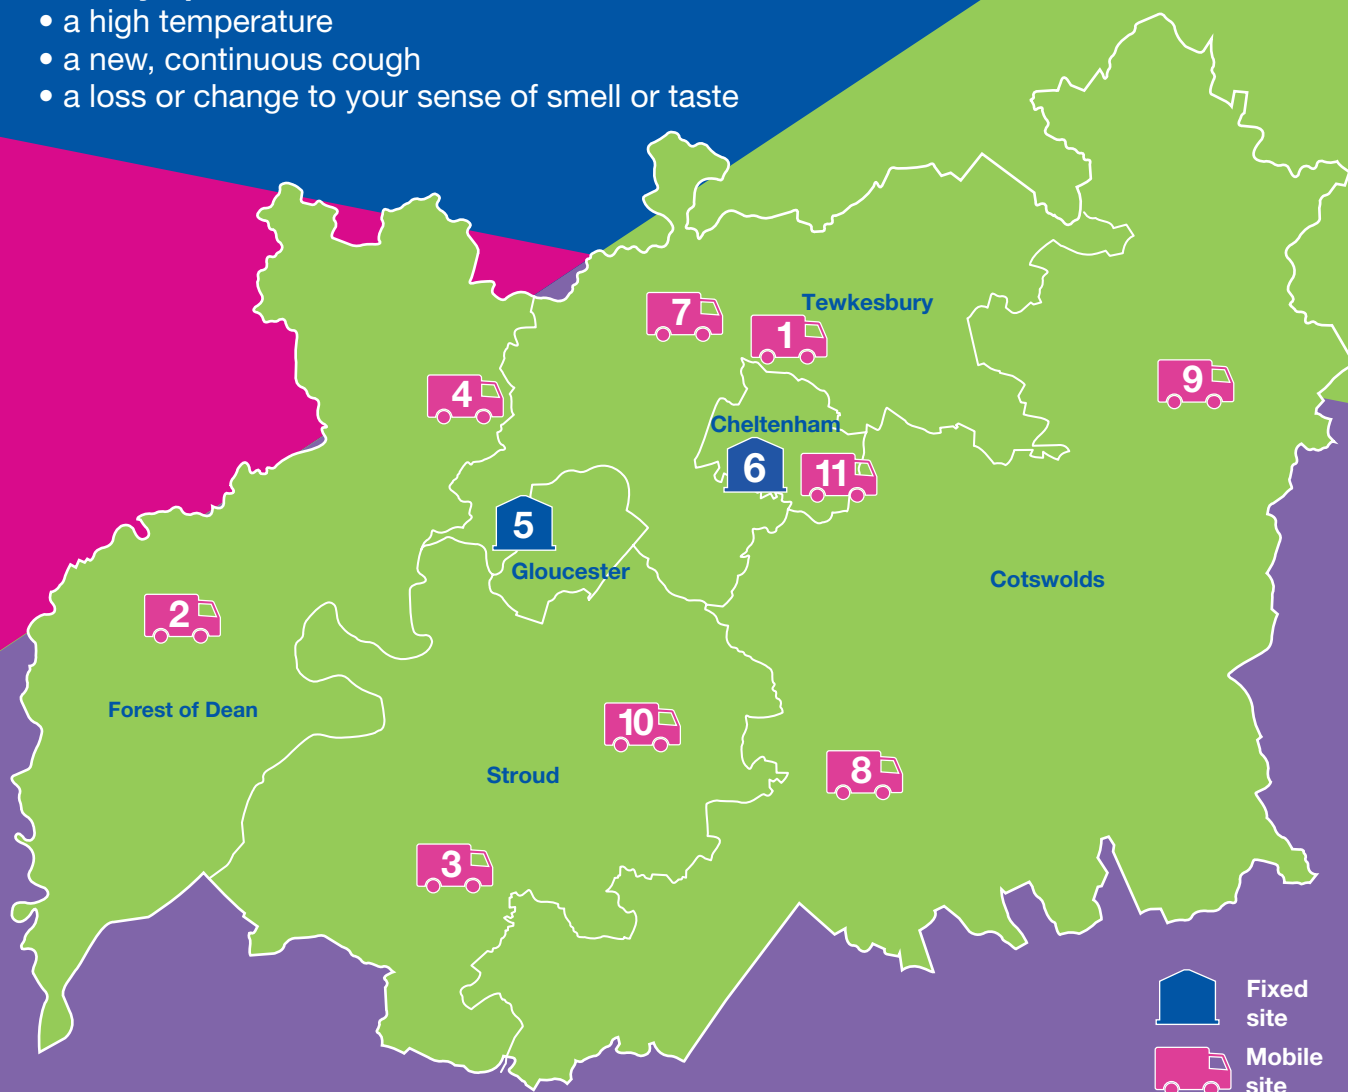 • a high temperature
• a new, continuous cough
• a loss or change to your sense of smell or taste
7
Tewkesbury
1
9
4
Cheltenham
6
11
5
Gloucester
Cotswolds
2
Forest of Dean
10
Stroud
8
3
Fixed
site
Mobile
site